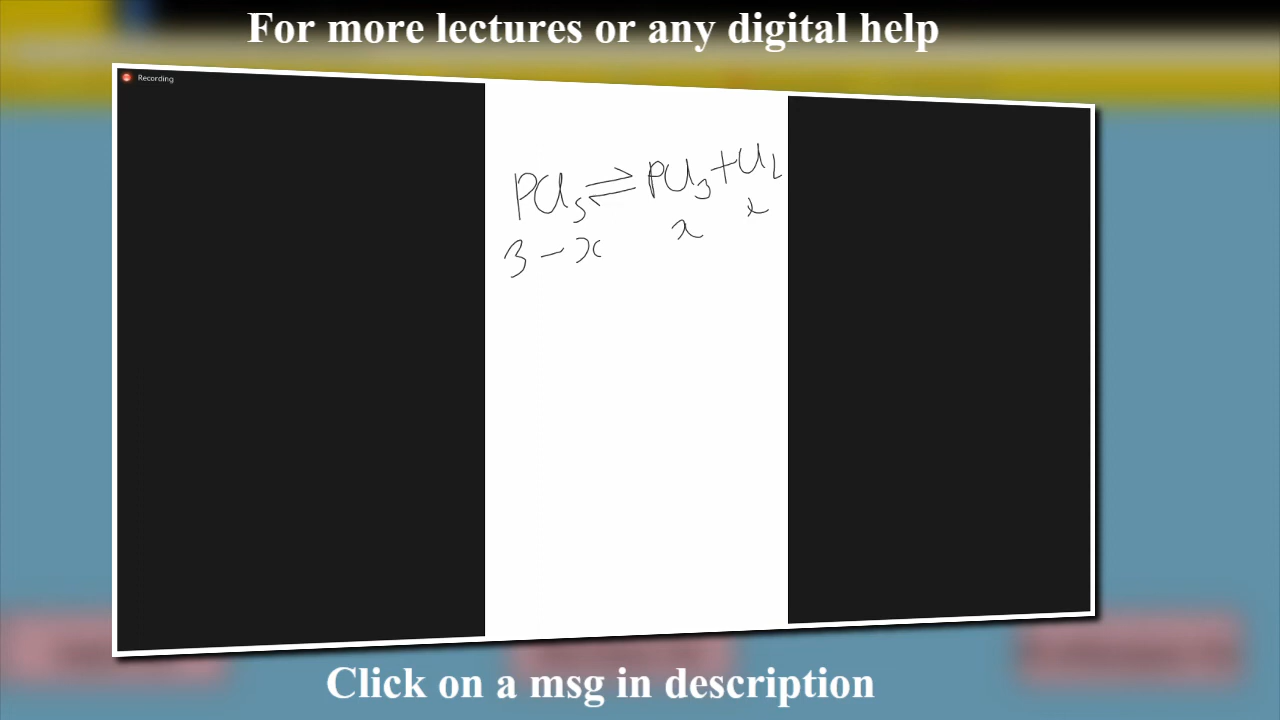 For more lectures or any digital help
Recording
PCl₅ ⇌ PCl₃ + Cl₂
3 - x x x
Click on a msg in description